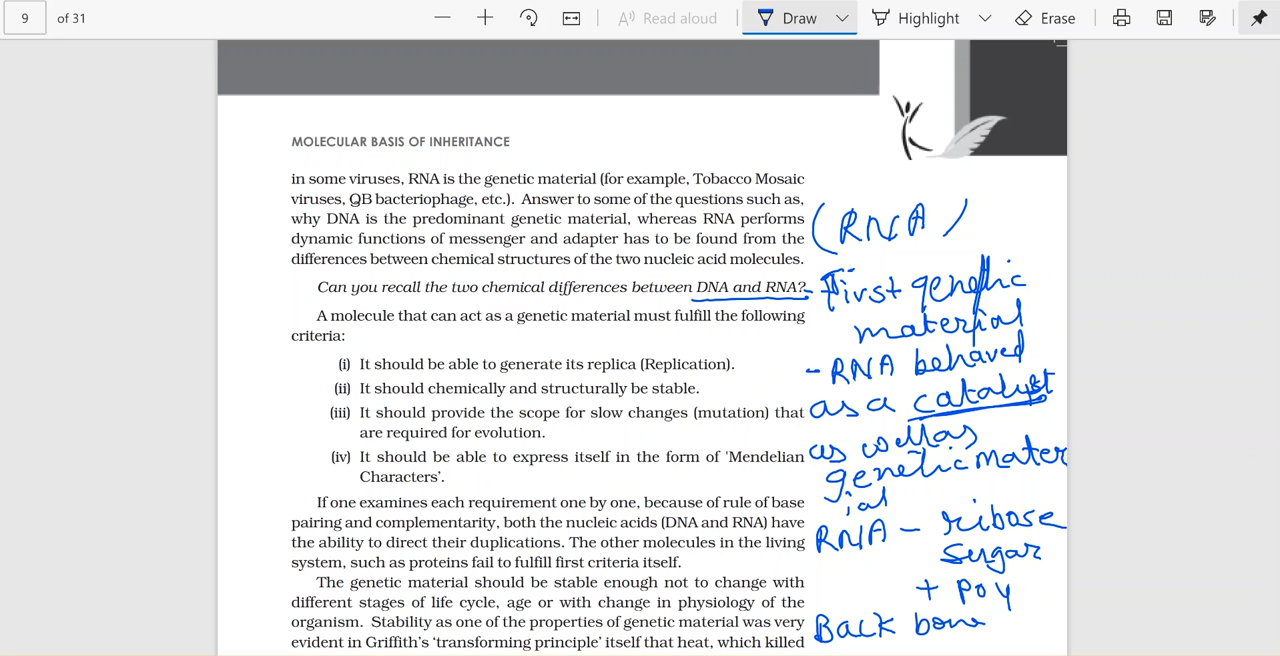 9 of 31
Read aloud
Draw
Highlight
Erase
MOLECULAR BASIS OF INHERITANCE
in some viruses, RNA is the genetic material (for example, Tobacco Mosaic
viruses, QB bacteriophage, etc.). Answer to some of the questions such as,
why DNA is the predominant genetic material, whereas RNA performs
dynamic functions of messenger and adapter has to be found from the
differences between chemical structures of the two nucleic acid molecules.
Can you recall the two chemical differences between DNA and RNA?
A molecule that can act as a genetic material must fulfill the following
criteria:
(i) It should be able to generate its replica (Replication).
(ii) It should chemically and structurally be stable.
(iii) It should provide the scope for slow changes (mutation) that
are required for evolution.
(iv) It should be able to express itself in the form of 'Mendelian
Characters'.
If one examines each requirement one by one, because of rule of base
pairing and complementarity, both the nucleic acids (DNA and RNA) have
the ability to direct their duplications. The other molecules in the living
system, such as proteins fail to fulfill first criteria itself.
The genetic material should be stable enough not to change with
different stages of life cycle, age or with change in physiology of the
organism. Stability as one of the properties of genetic material was very
evident in Griffith's 'transforming principle' itself that heat, which killed
(RNA)
- First genetic
material
- RNA behaved
as a catalyst
as well as
genetic mater
ial
RNA - ribose
sugar
+ Poy
Back bone